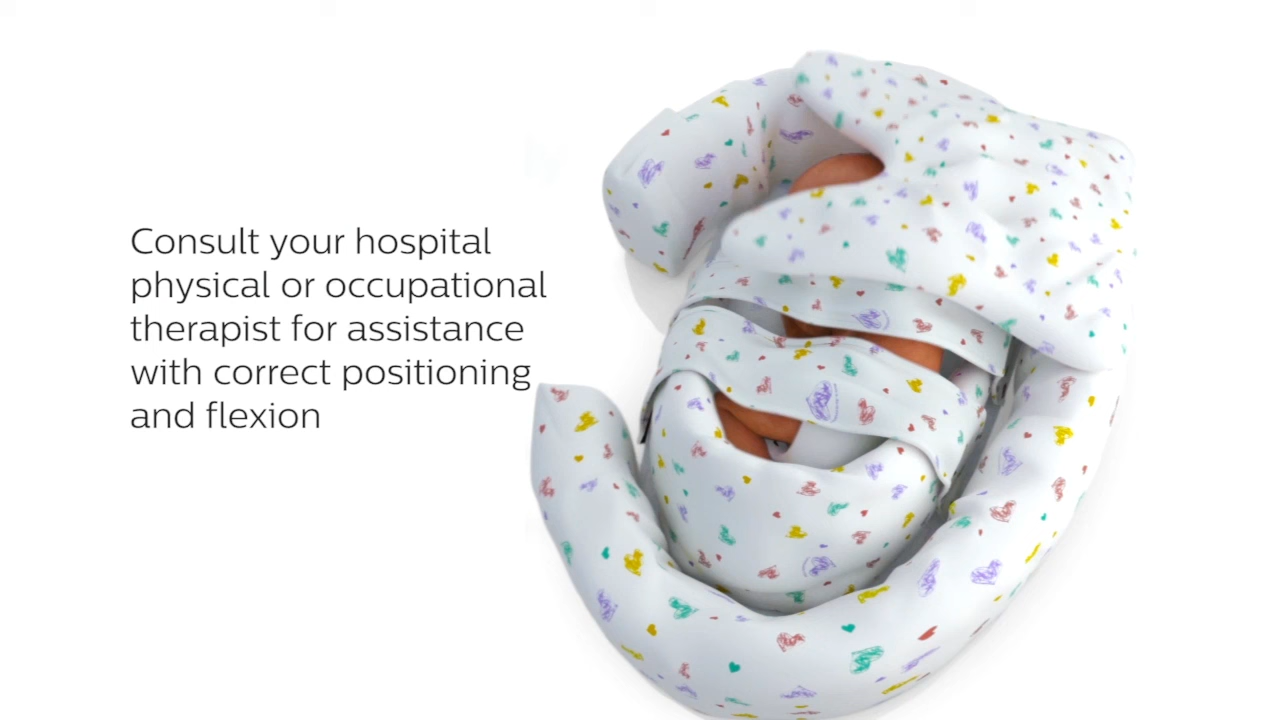 Consult your hospital
physical or occupational
therapist for assistance
with correct positioning
and flexion